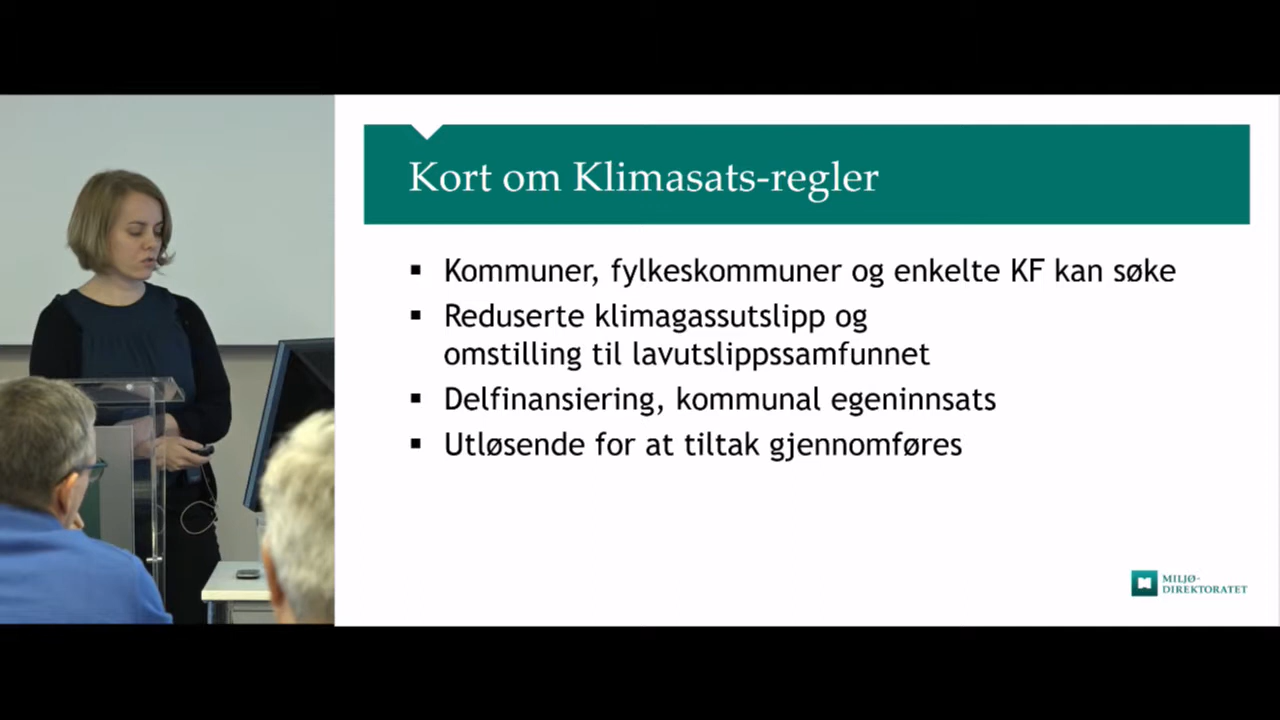 Kort om Klimasats-regler
▪ Kommuner, fylkeskommuner og enkelte KF kan søke
▪ Reduserte klimagassutslipp og
omstilling til lavutslippssamfunnet
▪ Delfinansiering, kommunal egeninnsats
▪ Utløsende for at tiltak gjennomføres
MILJØ-
DIREKTORATET